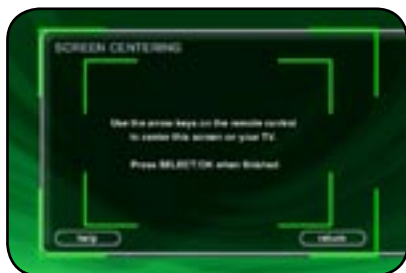 SCREEN CENTERING
Use the arrow keys on the remote control
to center this screen on your TV.
Press SELECT/OK when finished
help
return